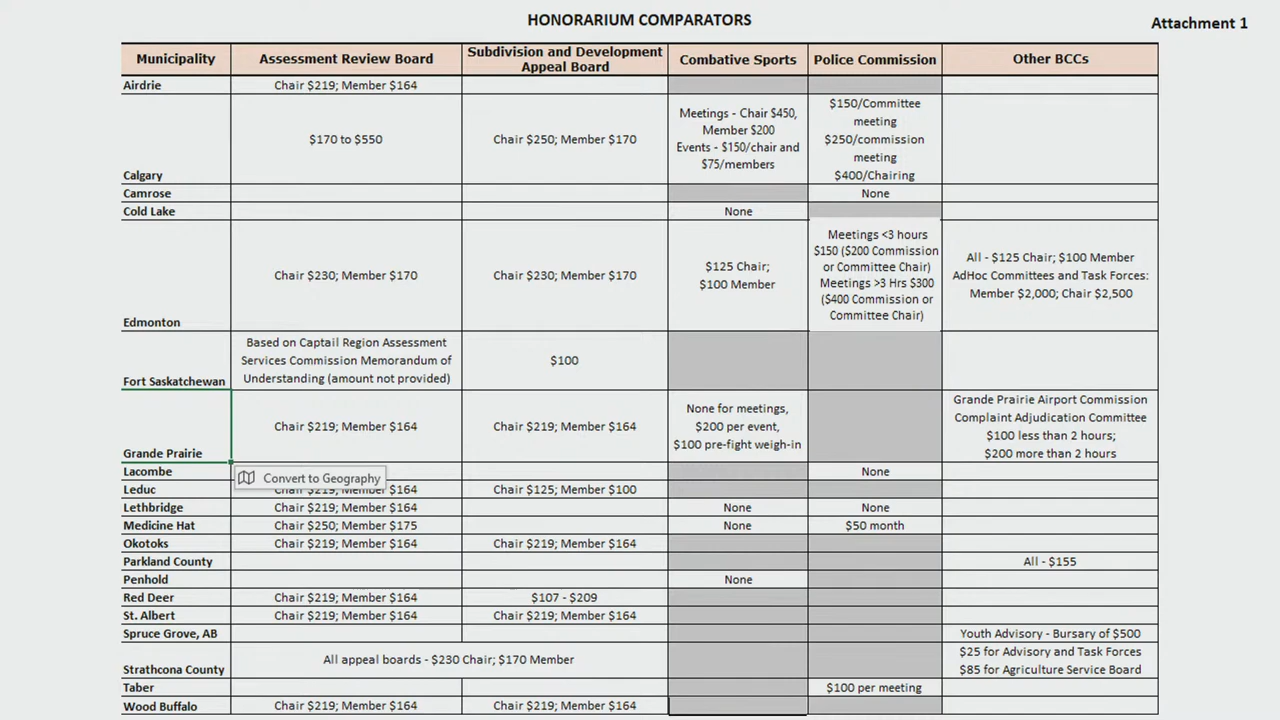 HONORARIUM COMPARATORS
Attachment 1
Municipality Assessment Review Board Subdivision and Development Appeal Board Combative Sports Police Commission Other BCCs
Airdrie Chair $219; Member $164
Calgary $170 to $550 Chair $250; Member $170
Meetings - Chair $450,
Member $200
Events - $150/chair and
$75/members
$150/Committee
meeting
$250/commission
meeting
$400/Chairing
Camrose None
Cold Lake None
Edmonton Chair $230; Member $170 Chair $230; Member $170
$125 Chair;
$100 Member
Meetings <3 hours
$150 ($200 Commission
or Committee Chair)
Meetings >3 Hrs $300
($400 Commission or
Committee Chair)
All - $125 Chair; $100 Member
AdHoc Committees and Task Forces:
Member $2,000; Chair $2,500
Fort Saskatchewan
Based on Captail Region Assessment
Services Commission Memorandum of
Understanding (amount not provided)
$100
Grande Prairie Chair $219; Member $164 Chair $219; Member $164
None for meetings,
$200 per event,
$100 pre-fight weigh-in
Grande Prairie Airport Commission
Complaint Adjudication Committee
$100 less than 2 hours;
$200 more than 2 hours
Lacombe None
Convert to Geography
Leduc Chair $219; Member $164 Chair $125; Member $100
Lethbridge Chair $219; Member $164 None None
Medicine Hat Chair $250; Member $175 None $50 month
Okotoks Chair $219; Member $164 Chair $219; Member $164
Parkland County All - $155
Penhold None
Red Deer Chair $219; Member $164 $107 - $209
St. Albert Chair $219; Member $164 Chair $219; Member $164
Spruce Grove, AB Youth Advisory - Bursary of $500
Strathcona County All appeal boards - $230 Chair; $170 Member
$25 for Advisory and Task Forces
$85 for Agriculture Service Board
Taber $100 per meeting
Wood Buffalo Chair $219; Member $164 Chair $219; Member $164